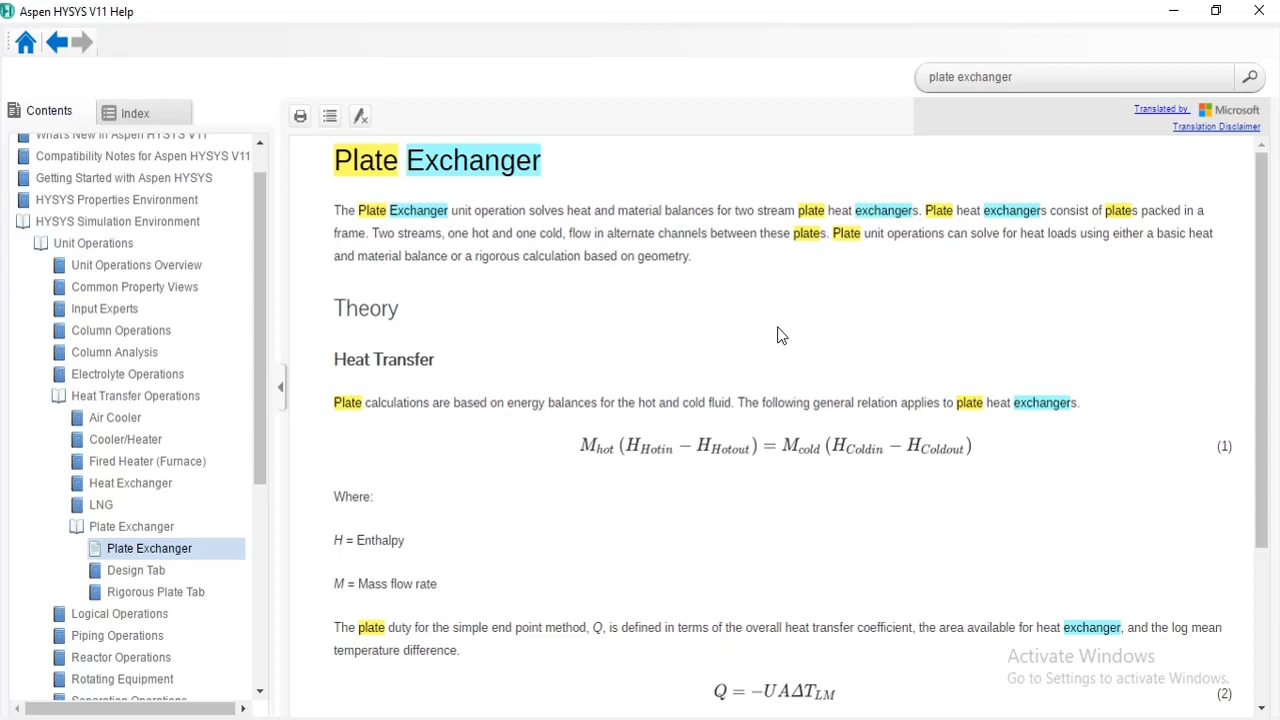 Aspen HYSYS V11 Help
plate exchanger
Contents
Index
Translated by
Microsoft
Translation Disclaimer
What's New in Aspen HYSYS V11
Compatibility Notes for Aspen HYSYS V11
Getting Started with Aspen HYSYS
HYSYS Properties Environment
HYSYS Simulation Environment
Unit Operations
Unit Operations Overview
Common Property Views
Input Experts
Column Operations
Column Analysis
Electrolyte Operations
Heat Transfer Operations
Air Cooler
Cooler/Heater
Fired Heater (Furnace)
Heat Exchanger
LNG
Plate Exchanger
Plate Exchanger
Design Tab
Rigorous Plate Tab
Logical Operations
Piping Operations
Reactor Operations
Rotating Equipment
Separation Operations
Plate Exchanger
The Plate Exchanger unit operation solves heat and material balances for two stream plate heat exchangers. Plate heat exchangers consist of plates packed in a
frame. Two streams, one hot and one cold, flow in alternate channels between these plates. Plate unit operations can solve for heat loads using either a basic heat
and material balance or a rigorous calculation based on geometry.
Theory
Heat Transfer
Plate calculations are based on energy balances for the hot and cold fluid. The following general relation applies to plate heat exchangers.
M_hot (H_Hotin − H_Hotout) = M_cold (H_Coldin − H_Coldout) (1)
Where:
H = Enthalpy
M = Mass flow rate
The plate duty for the simple end point method, Q, is defined in terms of the overall heat transfer coefficient, the area available for heat exchanger, and the log mean
temperature difference.
Q = −UAΔT_LM (2)
Activate Windows
Go to Settings to activate Windows.